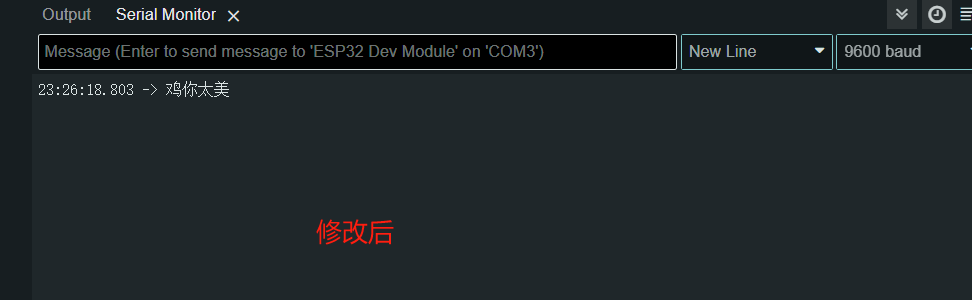 Output Serial Monitor
Message (Enter to send message to 'ESP32 Dev Module' on 'COM3') New Line 9600 baud
23:26:18.803 -> 鸡你太美
修改后